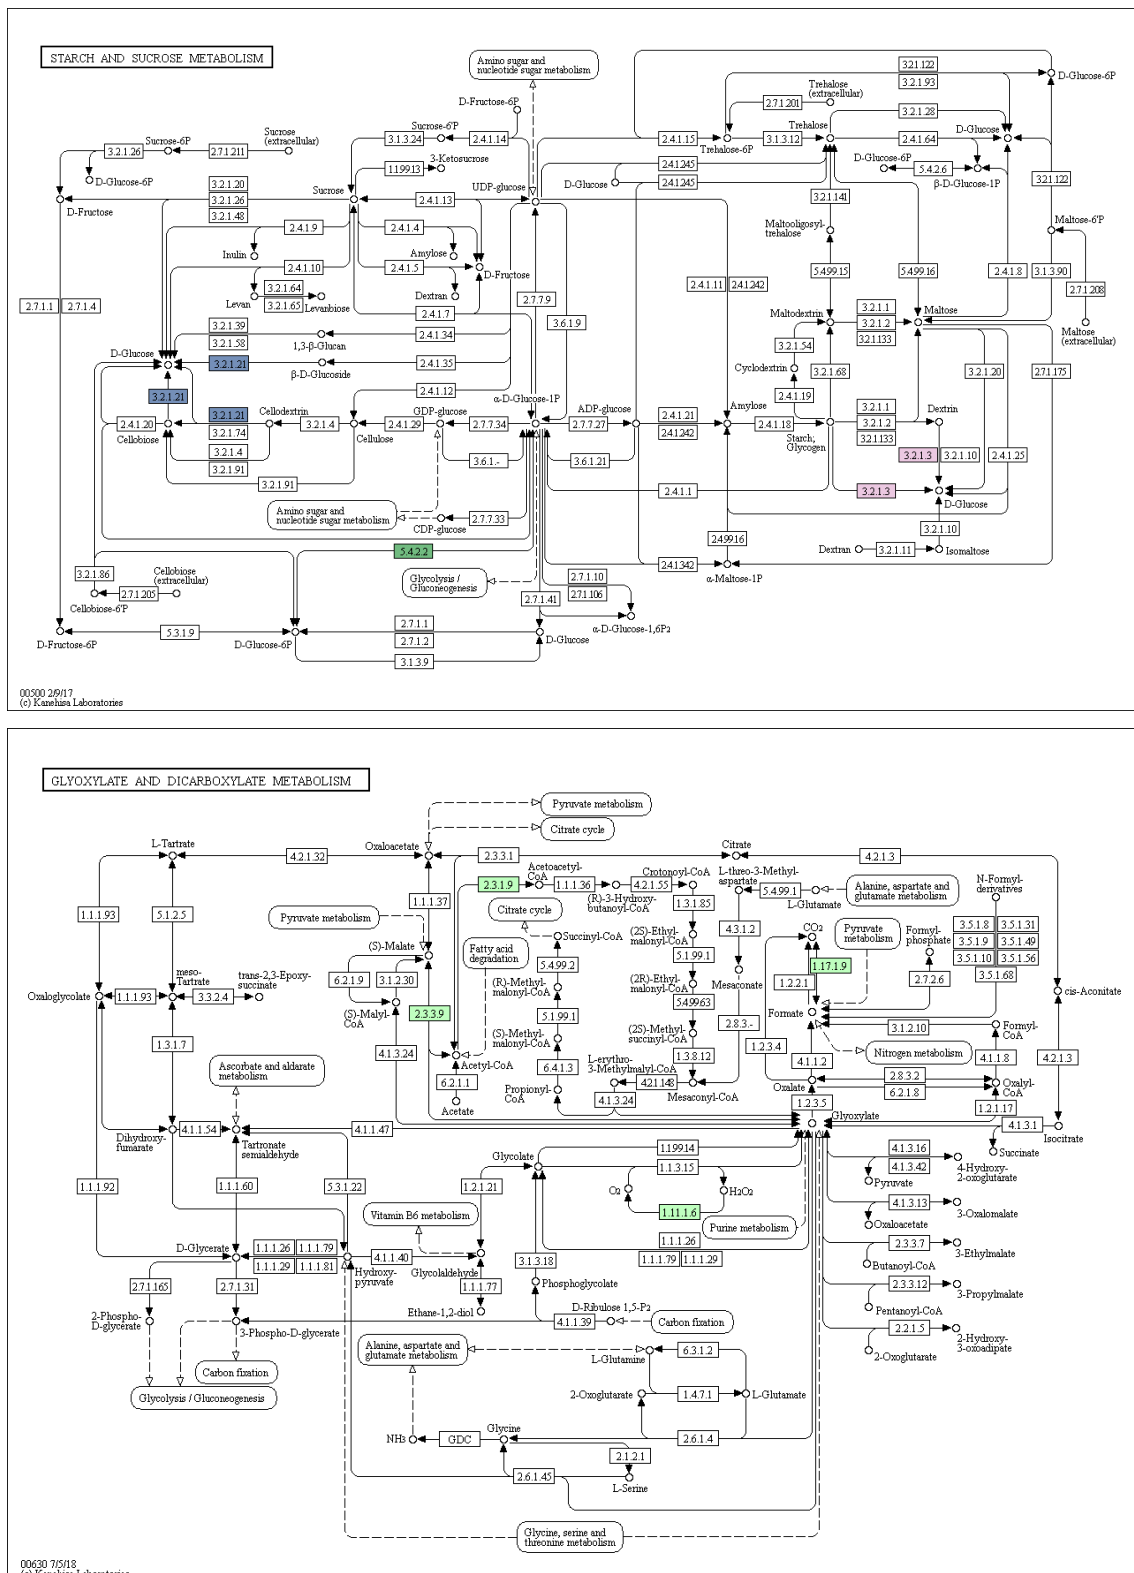 STARCH AND SUCROSE METABOLISM
Amino sugar and
nucleotide sugar metabolism
D-Fructose-6P
Sucrose-6P
Sucrose
(extracellular)
3.2.1.26
2.7.1.211
D-Glucose-6P
D-Fructose
3.1.3.24
Sucrose-6'P
2.4.1.14
1.1.99.13
3-Ketosucrose
UDP-glucose
Sucrose
3.2.1.20
3.2.1.26
3.2.1.48
2.4.1.13
2.4.1.9
2.4.1.4
Inulin
Amylose
2.4.1.10
2.4.1.5
D-Fructose
Levan
3.2.1.64
3.2.1.65
Levanbiose
Dextran
2.4.1.7
2.7.1.1
2.7.1.4
2.7.7.9
3.6.1.9
3.2.1.39
3.2.1.58
1,3-β-Glucan
2.4.1.34
D-Glucose
3.2.1.21
β-D-Glucoside
2.4.1.35
3.2.1.21
2.4.1.12
α-D-Glucose-1P
3.2.1.21
Cellodextrin
GDP-glucose
ADP-glucose
2.4.1.20
3.2.1.74
3.2.1.4
2.4.1.29
2.7.7.34
2.7.7.27
Cellobiose
3.2.1.4
3.2.1.91
Cellulose
3.6.1.-
3.6.1.21
3.2.1.91
Amino sugar and
nucleotide sugar metabolism
CDP-glucose
2.7.7.33
5.4.2.2
Glycolysis /
Gluconeogenesis
3.2.1.86
Cellobiose
(extracellular)
2.7.1.205
Cellobiose-6'P
2.7.1.10
2.7.1.106
2.7.1.41
α-D-Glucose-1,6P2
D-Fructose-6P
5.3.1.9
D-Glucose-6P
2.7.1.1
2.7.1.2
3.1.3.9
D-Glucose
3.2.1.122
3.2.1.93
D-Glucose-6P
2.7.1.201
Trehalose
(extracellular)
3.2.1.28
2.4.1.15
Trehalose-6P
3.1.3.12
Trehalose
2.4.1.64
D-Glucose
D-Glucose
2.4.1.245
2.4.1.245
D-Glucose-6P
5.4.2.6
β-D-Glucose-1P
3.2.1.122
3.2.1.141
Maltooligosyl-
trehalose
Maltose-6'P
5.4.99.15
5.4.99.16
2.4.1.8
3.1.3.90
2.4.1.11
2.4.1.242
2.7.1.208
Maltodextrin
3.2.1.1
3.2.1.2
3.2.1.133
Maltose
Maltose
(extracellular)
3.2.1.54
Cyclodextrin
3.2.1.68
3.2.1.20
2.7.1.175
2.4.1.19
Amylose
2.4.1.21
2.4.1.242
2.4.1.18
Starch;
Glycogen
3.2.1.1
3.2.1.2
3.2.1.133
Dextrin
3.2.1.3
3.2.1.10
2.4.1.25
2.4.1.1
3.2.1.3
D-Glucose
3.2.1.10
2.4.99.16
Dextran
3.2.1.11
Isomaltose
2.4.1.342
α-Maltose-1P
00500 2/9/17
(c) Kanehisa Laboratories
GLYOXYLATE AND DICARBOXYLATE METABOLISM
Pyruvate metabolism
Citrate cycle
L-Tartrate
4.2.1.32
Oxaloacetate
2.3.3.1
Citrate
4.2.1.3
1.1.1.93
5.1.2.5
1.1.1.37
2.3.1.9
Acetoacetyl-
CoA
1.1.1.36
(R)-3-Hydroxy-
butanoyl-CoA
4.2.1.55
Crotonoyl-CoA
1.3.1.85
L-threo-3-Methyl-
aspartate
5.4.99.1
L-Glutamate
Alanine, aspartate and
glutamate metabolism
N-Formyl-
derivatives
Pyruvate metabolism
Citrate cycle
Succinyl-CoA
(2S)-Ethyl-
malonyl-CoA
4.3.1.2
CO2
Pyruvate
metabolism
Formyl-
phosphate
3.5.1.8
3.5.1.31
3.5.1.9
3.5.1.49
3.5.1.10
3.5.1.56
3.5.1.68
(S)-Malate
Fatty acid
degradation
5.4.99.2
5.1.99.1
1.17.1.9
1.2.2.1
2.7.2.6
6.2.1.9
3.1.2.30
(R)-Methyl-
malonyl-CoA
(2R)-Ethyl-
malonyl-CoA
Mesaconate
Oxaloglycolate
1.1.1.93
meso-
Tartrate
3.3.2.4
trans-2,3-Epoxy-
succinate
(S)-Malyl-
CoA
2.3.3.9
5.1.99.1
5.4.99.63
2.8.3.-
Formate
cis-Aconitate
(S)-Methyl-
malonyl-CoA
(2S)-Methyl-
succinyl-CoA
3.1.2.10
Formyl-
CoA
1.3.1.7
4.1.3.24
Acetyl-CoA
6.4.1.3
1.3.8.12
1.2.3.4
4.1.1.2
Nitrogen metabolism
4.1.1.8
4.2.1.3
Ascorbate and aldarate
metabolism
6.2.1.1
Acetate
Propionyl-
CoA
L-erythro-
3-Methylmalyl-CoA
4.2.1.148
4.1.3.24
Mesaconyl-CoA
Oxalate
2.8.3.2
6.2.1.8
Oxalyl-
CoA
1.2.3.5
1.2.1.17
Glyoxylate
4.1.3.1
Isocitrate
Succinate
Dihydroxy-
fumarate
4.1.1.54
Tartronate
semialdehyde
4.1.1.47
1.1.99.14
Glycolate
1.1.3.15
4.1.3.16
4.1.3.42
Pyruvate
4-Hydroxy-
2-oxoglutarate
1.1.1.92
1.1.1.60
5.3.1.22
1.2.1.21
O2
H2O2
1.11.1.6
4.1.3.13
Oxaloacetate
3-Oxalomalate
Vitamin B6 metabolism
Purine metabolism
1.1.1.26
1.1.1.79
1.1.1.29
2.3.3.7
Butanoyl-CoA
3-Ethylmalate
D-Glycerate
1.1.1.26
1.1.1.79
1.1.1.29
1.1.1.81
Hydroxy-
pyruvate
4.1.1.40
Glycolaldehyde
3.1.3.18
Phosphoglycolate
2.7.1.165
2.7.1.31
1.1.1.77
2.3.3.12
Pentanoyl-CoA
3-Propylmalate
2-Phospho-
D-glycerate
3-Phospho-D-glycerate
Ethane-1,2-diol
4.1.1.39
D-Ribulose 1,5-P2
Carbon fixation
2.2.1.5
2-Oxoglutarate
2-Hydroxy-
3-oxoadipate
Carbon fixation
Glycolysis / Gluconeogenesis
Alanine, aspartate and
glutamate metabolism
L-Glutamine
6.3.1.2
2-Oxoglutarate
1.4.7.1
L-Glutamate
NH3
GDC
Glycine
2.6.1.4
2.1.2.1
2.6.1.45
L-Serine
Glycine, serine and
threonine metabolism
00630 7/5/18
(c) Kanehisa Laboratories